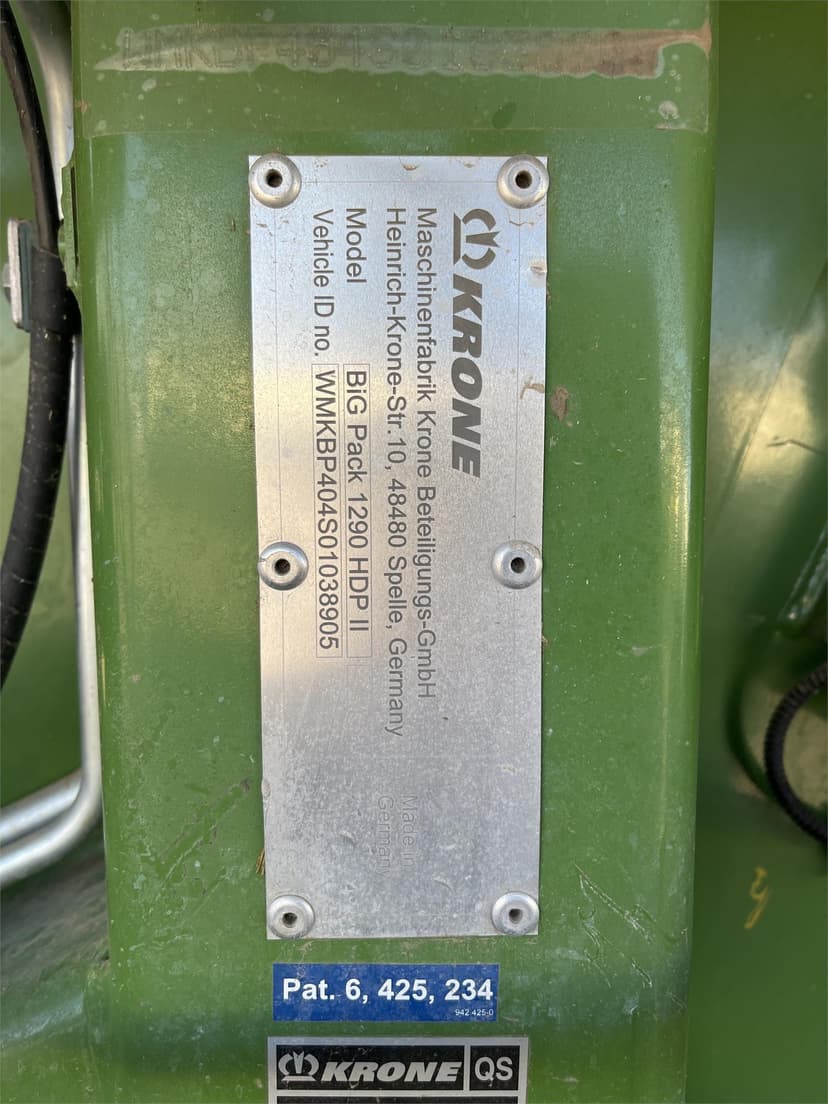 KRONE
Maschinenfabrik Krone Beteiligungs-GmbH
Heinrich-Krone-Str.10, 48480 Spelle, Germany
Model BiG Pack 1290 HDP II
Vehicle ID no. WMKBP404S01038905
Made in
Germany
Pat. 6, 425, 234
942 425-0
KRONE QS